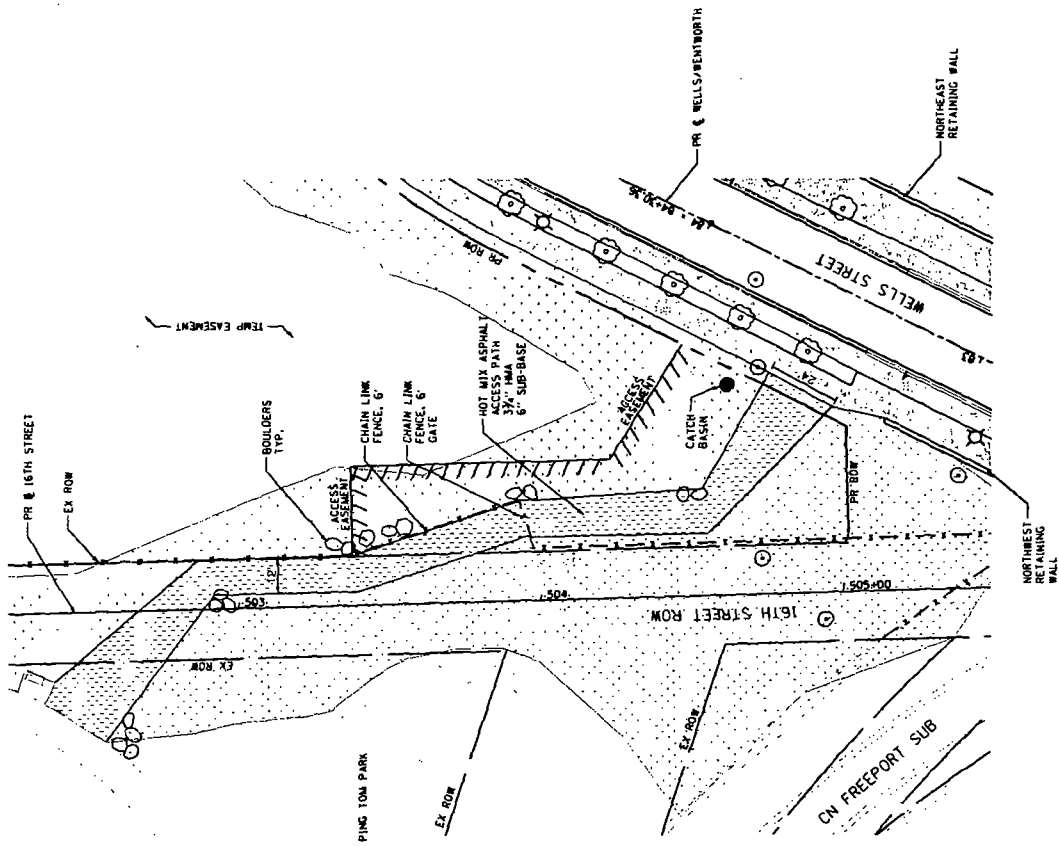 PR ℄ 16TH STREET
EX ROW
TEMP EASEMENT
BOULDERS
TYP.
CHAIN LINK
FENCE, 6'
CHAIN LINK
FENCE, 6'
GATE
HOT MIX ASPHALT
ACCESS PATH
3¾" HMA
6" SUB-BASE
ACCESS
EASEMENT
ACCESS
EASEMENT
CATCH
BASIN
PR ROW
PR ℄ WELLS/WENTWORTH
WELLS STREET
NORTHEAST
RETAINING WALL
24'
83
PR ROW
NORTHWEST
RETAINING
WALL
503
504
505+00
12'
16TH STREET ROW
EX ROW
PING TOM PARK
EX ROW
EX ROW
CN FREEPORT SUB